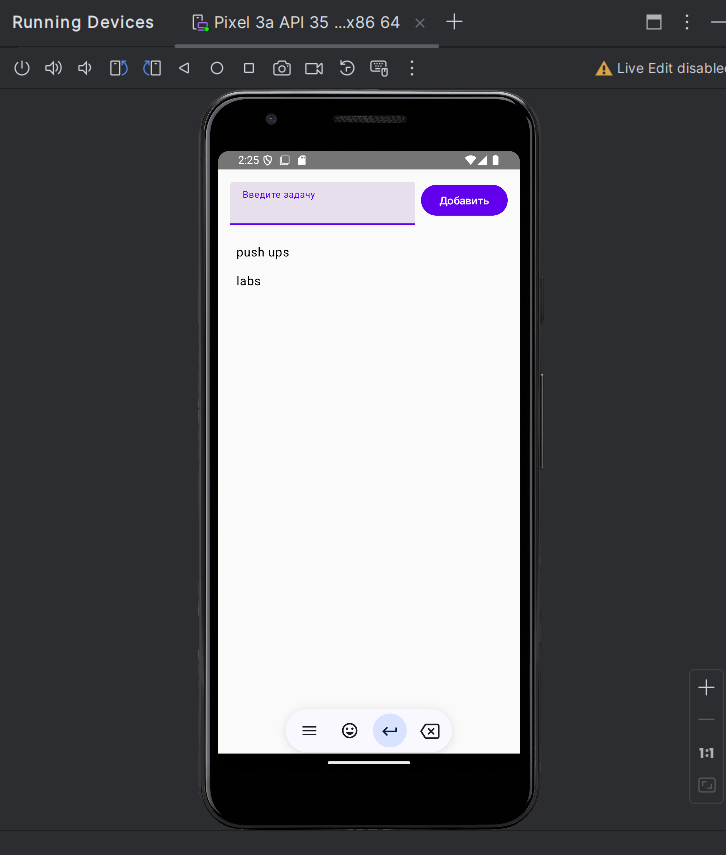 Running Devices
Pixel 3a API 35 ...x86 64
Live Edit disable
2:25
Введите задачу
Добавить
push ups
labs
1:1